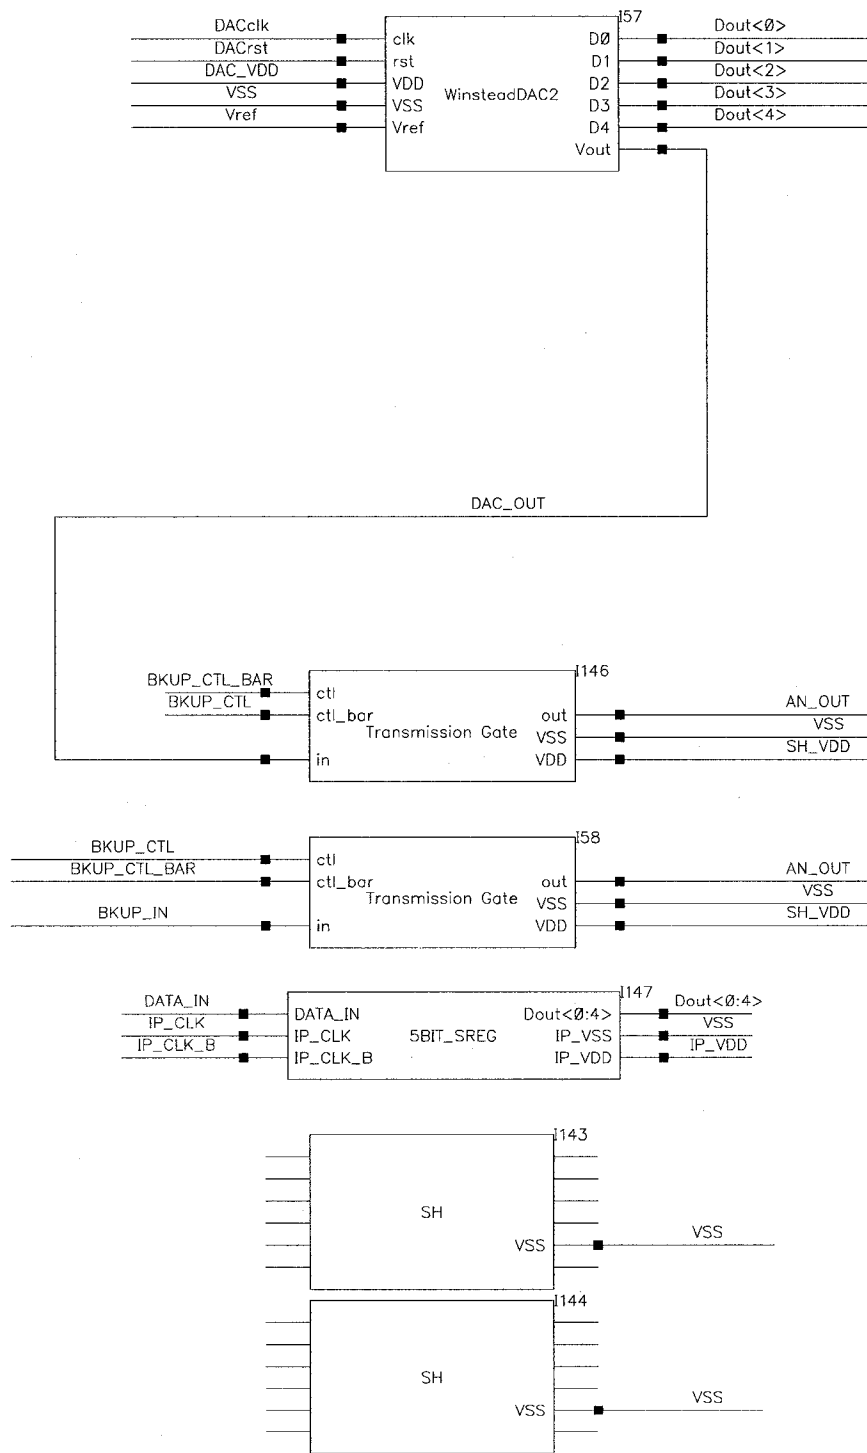 I57
DACclk clk DØ Dout<Ø>
DACrst rst D1 Dout<1>
DAC_VDD VDD D2 Dout<2>
WinsteadDAC2
VSS VSS D3 Dout<3>
Vref Vref D4 Dout<4>
Vout
DAC_OUT
I146
BKUP_CTL_BAR ctl
BKUP_CTL ctl_bar out AN_OUT
Transmission Gate VSS VSS
in VDD SH_VDD
I58
BKUP_CTL ctl
BKUP_CTL_BAR ctl_bar out AN_OUT
Transmission Gate VSS VSS
BKUP_IN in VDD SH_VDD
I147
DATA_IN DATA_IN Dout<Ø:4> Dout<Ø:4>
IP_CLK IP_CLK 5BIT_SREG IP_VSS VSS
IP_CLK_B IP_CLK_B IP_VDD IP_VDD
I143
SH
VSS VSS
I144
SH
VSS VSS